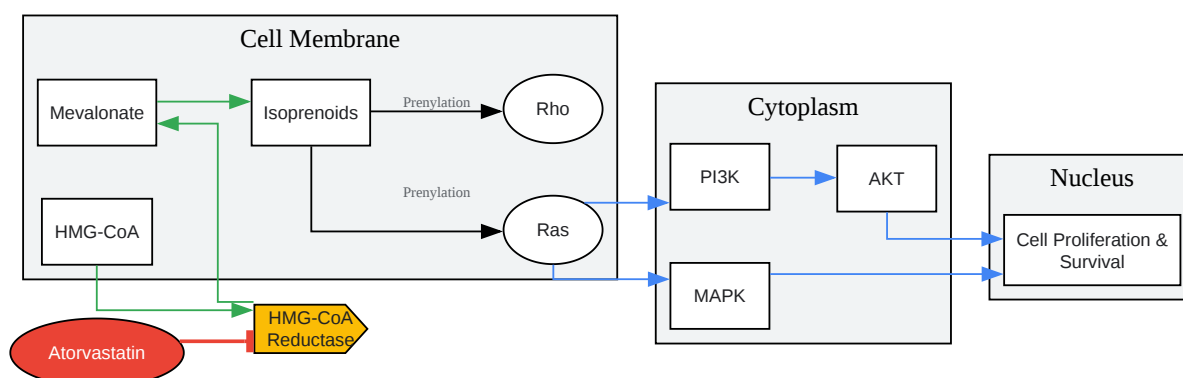 Cell Membrane
Mevalonate
Isoprenoids
Prenylation
Rho
HMG-CoA
Prenylation
Ras
HMG-CoA
Reductase
Atorvastatin
Cytoplasm
PI3K
AKT
MAPK
Nucleus
Cell Proliferation &
Survival